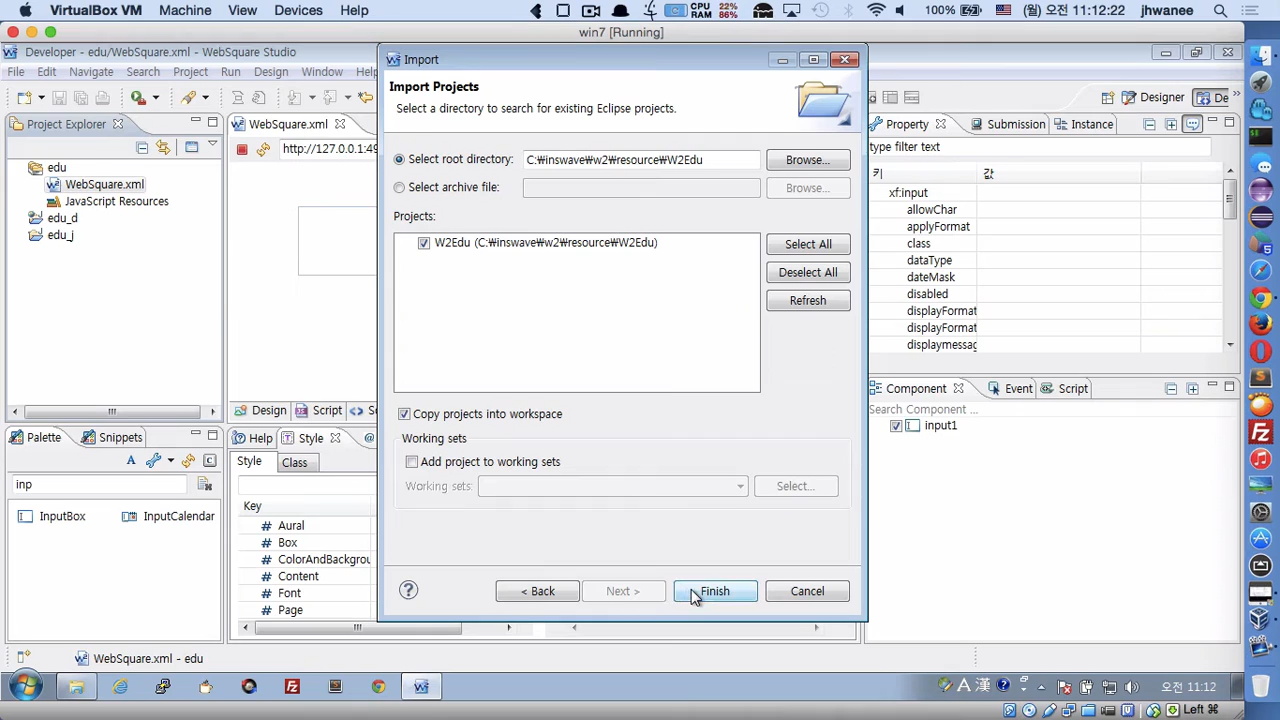 VirtualBox VM Machine View Devices Help CPU RAM 22% 86% 100% (월) 오전 11:12:22 jhwanee
win7 [Running]
Developer - edu/WebSquare.xml - WebSquare Studio
File Edit Navigate Search Project Run Design Window Help
Designer De
Project Explorer
edu
WebSquare.xml
JavaScript Resources
edu_d
edu_j
WebSquare.xml
http://127.0.0.1:49
Design Script
Import
Import Projects
Select a directory to search for existing Eclipse projects.
Select root directory: C:₩inswave₩w2₩resource₩W2Edu Browse...
Select archive file: Browse...
Projects:
W2Edu (C:₩inswave₩w2₩resource₩W2Edu)
Select All
Deselect All
Refresh
Copy projects into workspace
Working sets
Add project to working sets
Working sets: Select...
< Back Next > Finish Cancel
Property Submission Instance
type filter text
키 값
xf:input
allowChar
applyFormat
class
dataType
dateMask
disabled
displayFormat
displayFormat
displaymessag
Component Event Script
Search Component ...
input1
Palette Snippets
inp
InputBox InputCalendar
Help Style
Style Class
Key
Aural
Box
ColorAndBackgrou
Content
Font
Page
WebSquare.xml - edu
A 漢 오전 11:12
Left ⌘